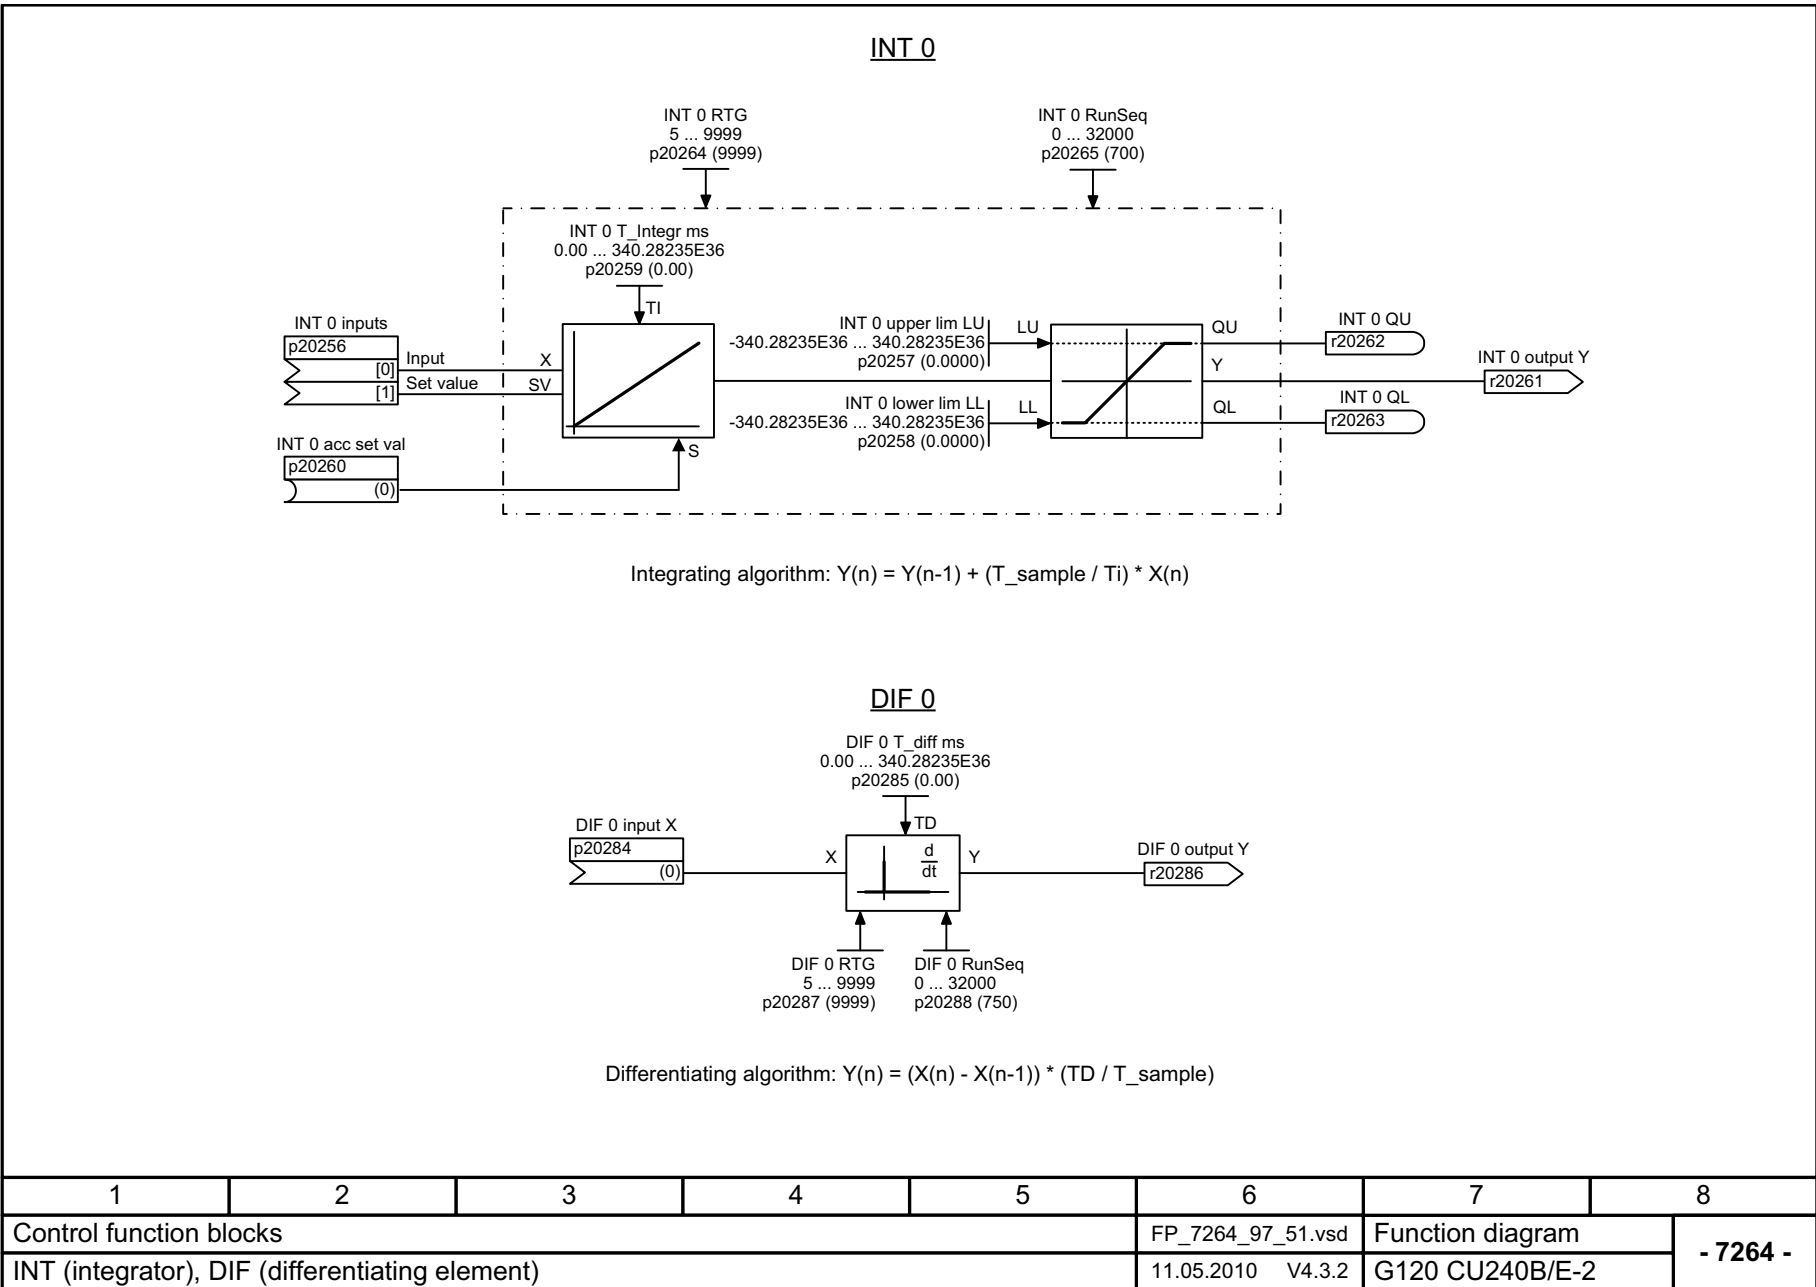 INT 0
INT 0 RTG
5 ... 9999
p20264 (9999)
INT 0 RunSeq
0 ... 32000
p20265 (700)
INT 0 T_Integr ms
0.00 ... 340.28235E36
p20259 (0.00)
TI
INT 0 inputs
p20256
[0]
[1]
Input
Set value
X
SV
INT 0 acc set val
p20260
(0)
S
INT 0 upper lim LU
-340.28235E36 ... 340.28235E36
p20257 (0.0000)
LU
INT 0 lower lim LL
-340.28235E36 ... 340.28235E36
p20258 (0.0000)
LL
QU
Y
QL
INT 0 QU
r20262
INT 0 output Y
r20261
INT 0 QL
r20263
Integrating algorithm: Y(n) = Y(n-1) + (T_sample / Ti) * X(n)
DIF 0
DIF 0 T_diff ms
0.00 ... 340.28235E36
p20285 (0.00)
TD
DIF 0 input X
p20284
(0)
X
d
dt
Y
DIF 0 output Y
r20286
DIF 0 RTG
5 ... 9999
p20287 (9999)
DIF 0 RunSeq
0 ... 32000
p20288 (750)
Differentiating algorithm: Y(n) = (X(n) - X(n-1)) * (TD / T_sample)
1 2 3 4 5 6 7 8
Control function blocks
FP_7264_97_51.vsd
Function diagram
- 7264 -
INT (integrator), DIF (differentiating element)
11.05.2010 V4.3.2
G120 CU240B/E-2